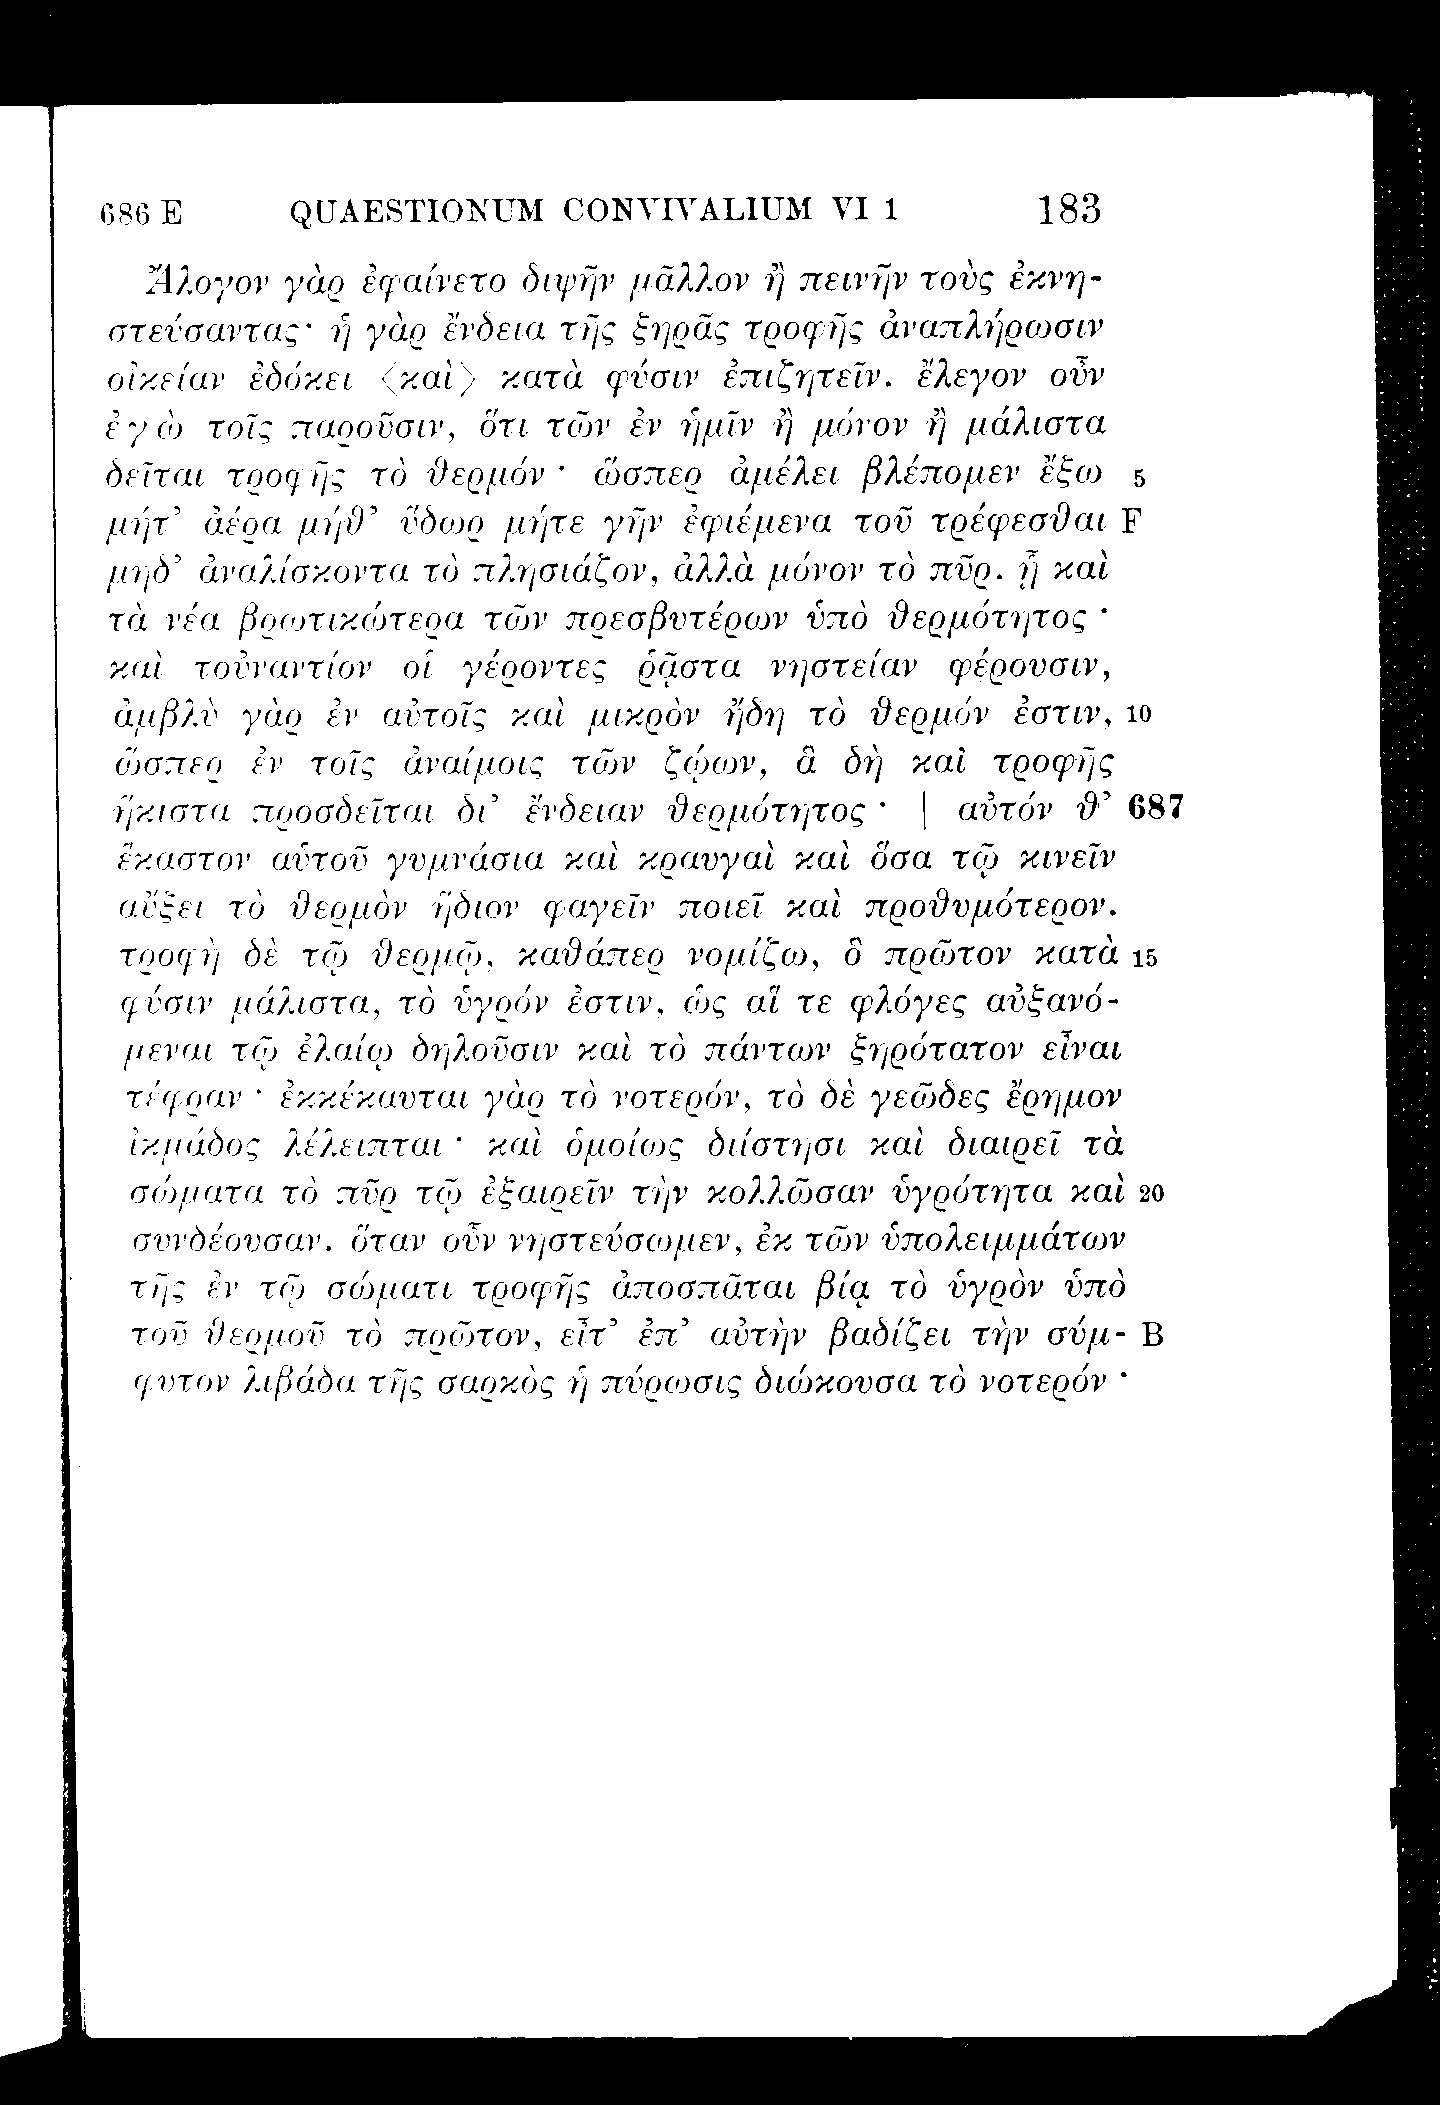 686 E QUAESTIONUM CONVIVALIUM VI 1 183
Ἄλογον γὰρ ἐφαίνετο διψῆν μᾶλλον ἢ πεινῆν τοὺς ἐκνη-
στεύσαντας· ἡ γὰρ ἔνδεια τῆς ξηρᾶς τροφῆς ἀναπλήρωσιν
οἰκείαν ἐδόκει ⟨καὶ⟩ κατὰ φύσιν ἐπιζητεῖν. ἔλεγον οὖν
ἐγὼ τοῖς παροῦσιν, ὅτι τῶν ἐν ἡμῖν ἢ μόνον ἢ μάλιστα
δεῖται τροφῆς τὸ θερμόν· ὥσπερ ἀμέλει βλέπομεν ἔξω 5
μήτ’ ἀέρα μήθ’ ὕδωρ μήτε γῆν ἐφιέμενα τοῦ τρέφεσθαι F
μηδ’ ἀναλίσκοντα τὸ πλησιάζον, ἀλλὰ μόνον τὸ πῦρ. ᾗ καὶ
τὰ νέα βρωτικώτερα τῶν πρεσβυτέρων ὑπὸ θερμότητος·
καὶ τοὐναντίον οἱ γέροντες ῥᾷστα νηστείαν φέρουσιν,
ἀμβλὺ γὰρ ἐν αὐτοῖς καὶ μικρὸν ἤδη τὸ θερμόν ἐστιν, 10
ὥσπερ ἐν τοῖς ἀναίμοις τῶν ζῴων, ἃ δὴ καὶ τροφῆς
ἥκιστα προσδεῖται δι’ ἔνδειαν θερμότητος· | αὐτόν θ’ 687
ἕκαστον αὑτοῦ γυμνάσια καὶ κραυγαὶ καὶ ὅσα τῷ κινεῖν
αὔξει τὸ θερμὸν ἥδιον φαγεῖν ποιεῖ καὶ προθυμότερον.
τροφὴ δὲ τῷ θερμῷ, καθάπερ νομίζω, ὃ πρῶτον κατὰ 15
φύσιν μάλιστα, τὸ ὑγρόν ἐστιν, ὡς αἵ τε φλόγες αὐξανό-
μεναι τῷ ἐλαίῳ δηλοῦσιν καὶ τὸ πάντων ξηρότατον εἶναι
τέφραν· ἐκκέκαυται γὰρ τὸ νοτερόν, τὸ δὲ γεῶδες ἔρημον
ἰκμάδος λέλειπται· καὶ ὁμοίως διίστησι καὶ διαιρεῖ τὰ
σώματα τὸ πῦρ τῷ ἐξαιρεῖν τὴν κολλῶσαν ὑγρότητα καὶ 20
συνδέουσαν. ὅταν οὖν νηστεύσωμεν, ἐκ τῶν ὑπολειμμάτων
τῆς ἐν τῷ σώματι τροφῆς ἀποσπᾶται βίᾳ τὸ ὑγρὸν ὑπὸ
τοῦ θερμοῦ τὸ πρῶτον, εἶτ’ ἐπ’ αὐτὴν βαδίζει τὴν σύμ- B
φυτον λιβάδα τῆς σαρκὸς ἡ πύρωσις διώκουσα τὸ νοτερόν·